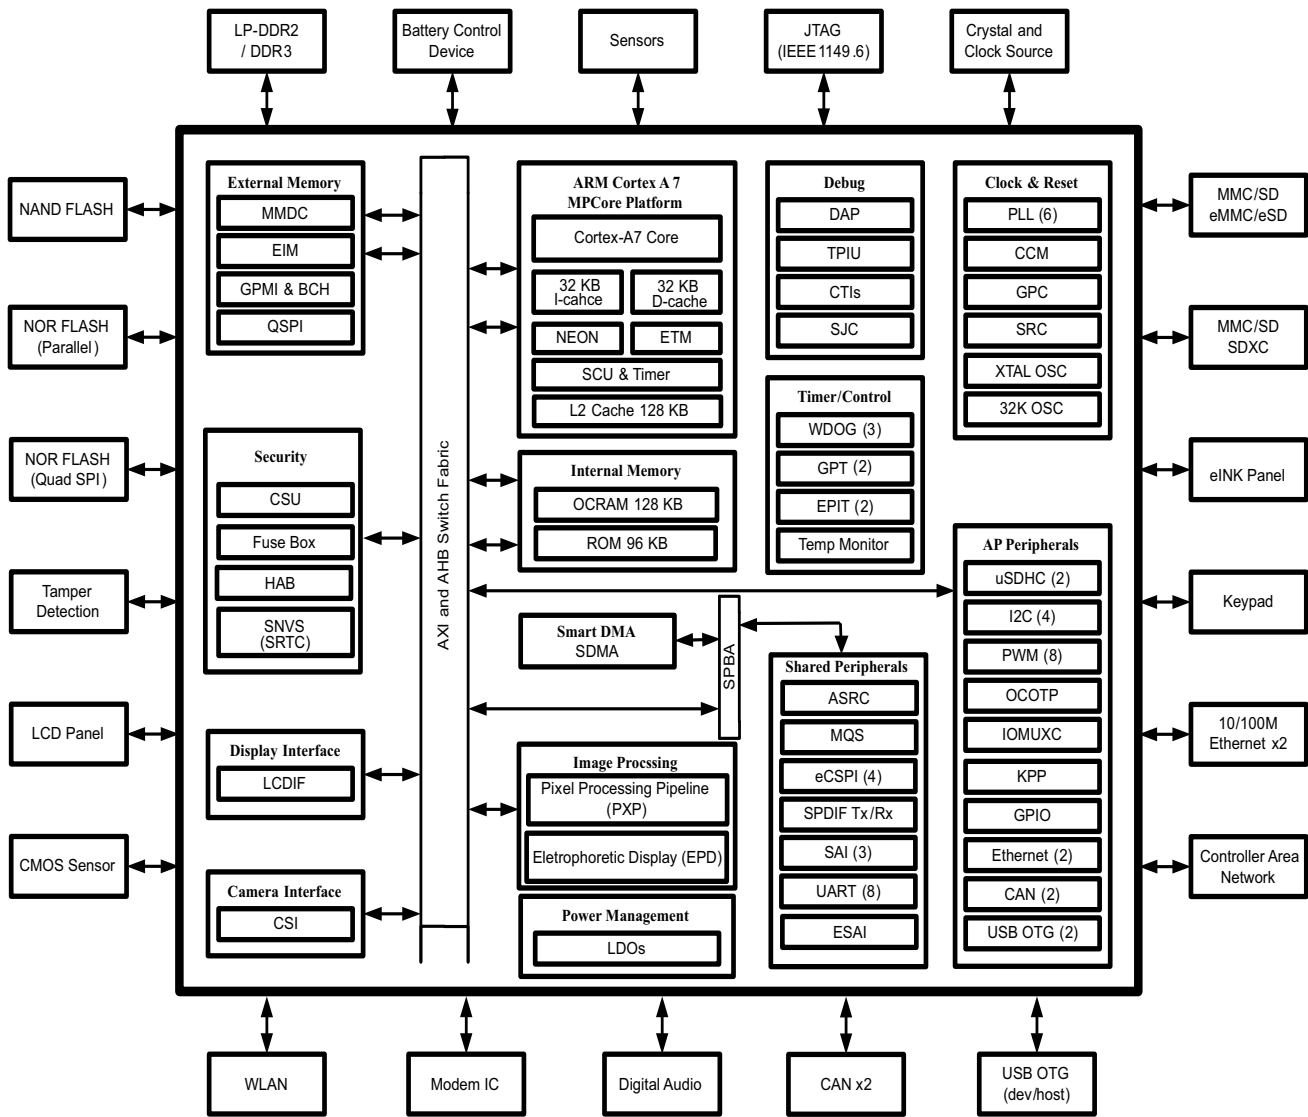 LP-DDR2
/ DDR3
Battery Control
Device
Sensors
JTAG
(IEEE1149.6)
Crystal and
Clock Source
NAND FLASH
NOR FLASH
(Parallel)
NOR FLASH
(Quad SPI)
Tamper
Detection
LCD Panel
CMOS Sensor
External Memory
MMDC
EIM
GPMI & BCH
QSPI
Security
CSU
Fuse Box
HAB
SNVS
(SRTC)
Display Interface
LCDIF
Camera Interface
CSI
AXI and AHB Switch Fabric
ARM Cortex A 7
MPCore Platform
Cortex-A7 Core
32 KB
I-cahce
32 KB
D-cache
NEON
ETM
SCU & Timer
L2 Cache 128 KB
Internal Memory
OCRAM 128 KB
ROM 96 KB
Smart DMA
SDMA
SPBA
Image Procssing
Pixel Processing Pipeline
(PXP)
Eletrophoretic Display (EPD)
Power Management
LDOs
Debug
DAP
TPIU
CTIs
SJC
Timer/Control
WDOG (3)
GPT (2)
EPIT (2)
Temp Monitor
Shared Peripherals
ASRC
MQS
eCSPI (4)
SPDIF Tx/Rx
SAI (3)
UART (8)
ESAI
Clock & Reset
PLL (6)
CCM
GPC
SRC
XTAL OSC
32K OSC
AP Peripherals
uSDHC (2)
I2C (4)
PWM (8)
OCOTP
IOMUXC
KPP
GPIO
Ethernet (2)
CAN (2)
USB OTG (2)
MMC/SD
eMMC/eSD
MMC/SD
SDXC
eINK Panel
Keypad
10/100M
Ethernet x2
Controller Area
Network
WLAN
Modem IC
Digital Audio
CAN x2
USB OTG
(dev/host)